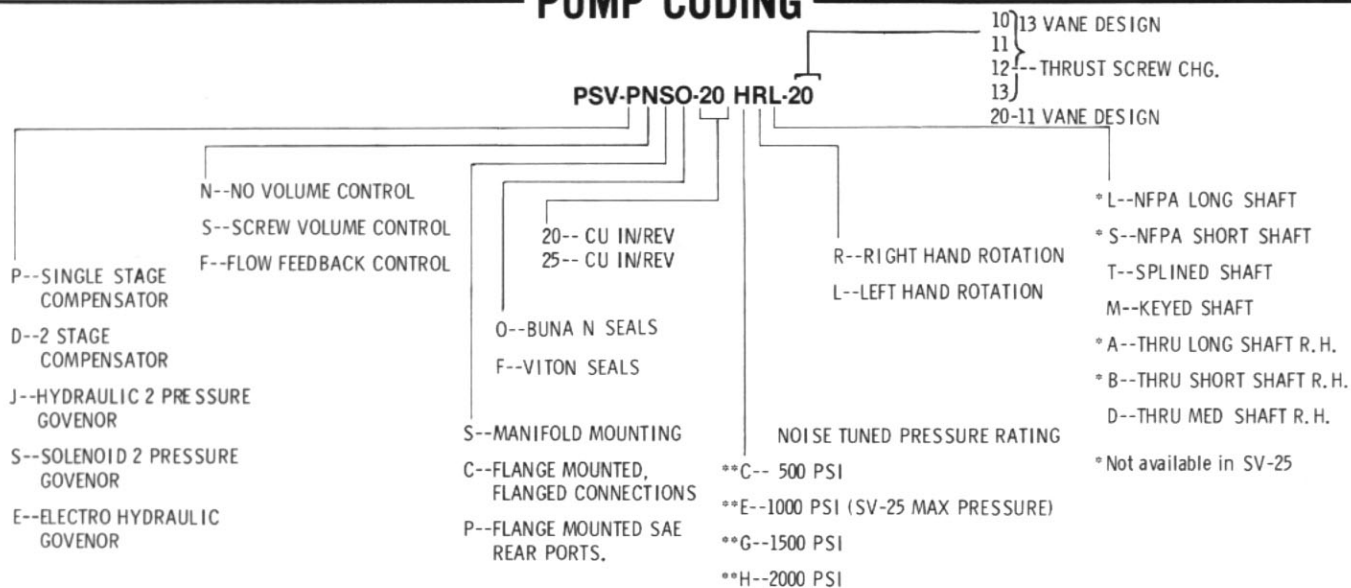 PUMP CODING
PSV-PNSO-20 HRL-20
10 13 VANE DESIGN
11
12---THRUST SCREW CHG.
13
20-11 VANE DESIGN
P--SINGLE STAGE
COMPENSATOR
D--2 STAGE
COMPENSATOR
J--HYDRAULIC 2 PRESSURE
GOVENOR
S--SOLENOID 2 PRESSURE
GOVENOR
E--ELECTRO HYDRAULIC
GOVENOR
N--NO VOLUME CONTROL
S--SCREW VOLUME CONTROL
F--FLOW FEEDBACK CONTROL
S--MANIFOLD MOUNTING
C--FLANGE MOUNTED,
FLANGED CONNECTIONS
P--FLANGE MOUNTED SAE
REAR PORTS.
O--BUNA N SEALS
F--VITON SEALS
20-- CU IN/REV
25-- CU IN/REV
NOISE TUNED PRESSURE RATING
**C-- 500 PSI
**E--1000 PSI (SV-25 MAX PRESSURE)
**G--1500 PSI
**H--2000 PSI
R--RIGHT HAND ROTATION
L--LEFT HAND ROTATION
*L--NFPA LONG SHAFT
*S--NFPA SHORT SHAFT
T--SPLINED SHAFT
M--KEYED SHAFT
*A--THRU LONG SHAFT R.H.
*B--THRU SHORT SHAFT R.H.
D--THRU MED SHAFT R.H.
*Not available in SV-25